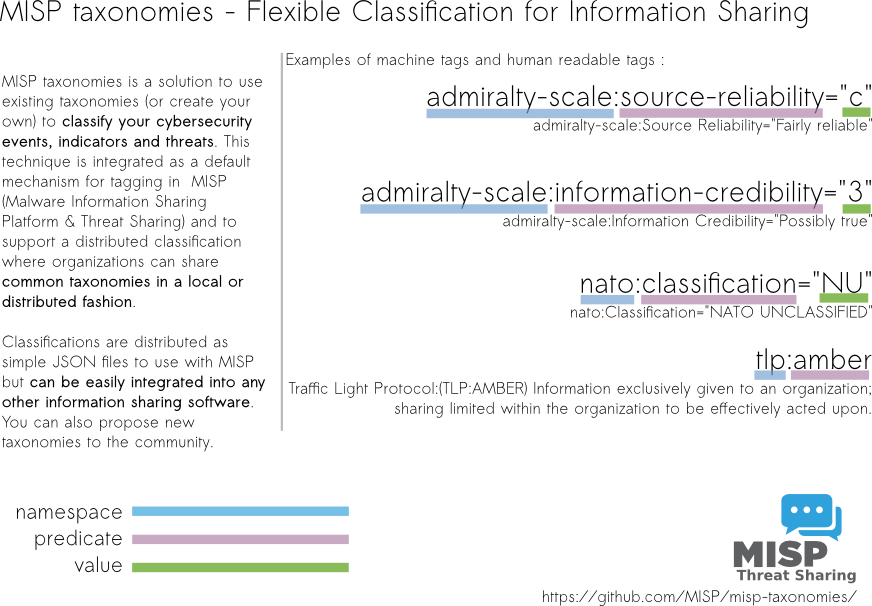 MISP taxonomies - Flexible Classification for Information Sharing
MISP taxonomies is a solution to use
existing taxonomies (or create your
own) to classify your cybersecurity
events, indicators and threats. This
technique is integrated as a default
mechanism for tagging in MISP
(Malware Information Sharing
Platform & Threat Sharing) and to
support a distributed classification
where organizations can share
common taxonomies in a local or
distributed fashion.
Classifications are distributed as
simple JSON files to use with MISP
but can be easily integrated into any
other information sharing software.
You can also propose new
taxonomies to the community.
Examples of machine tags and human readable tags :
admiralty-scale:source-reliability="c"
admiralty-scale:Source Reliability="Fairly reliable"
admiralty-scale:information-credibility="3"
admiralty-scale:Information Credibility="Possibly true"
nato:classification="NU"
nato:Classification="NATO UNCLASSIFIED"
tlp:amber
Traffic Light Protocol:(TLP:AMBER) Information exclusively given to an organization;
sharing limited within the organization to be effectively acted upon.
namespace
predicate
value
MISP
Threat Sharing
https://github.com/MISP/misp-taxonomies/